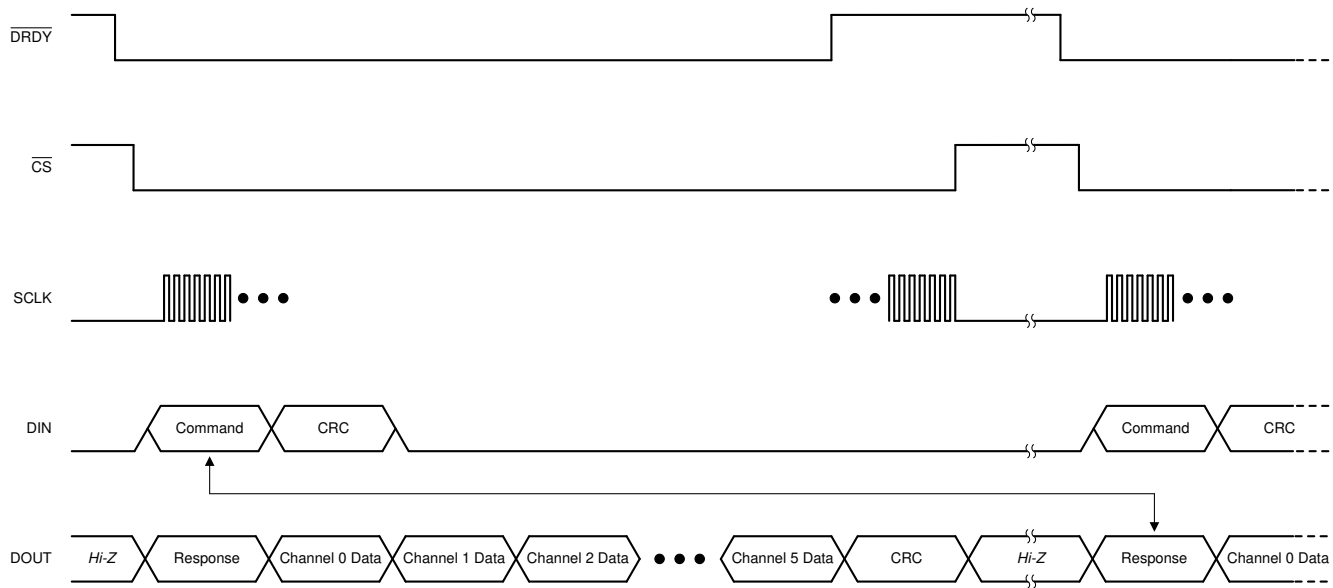 DRDY
CS
SCLK
DIN
Command
CRC
Command
CRC
DOUT
Hi-Z
Response
Channel 0 Data
Channel 1 Data
Channel 2 Data
Channel 5 Data
CRC
Hi-Z
Response
Channel 0 Data